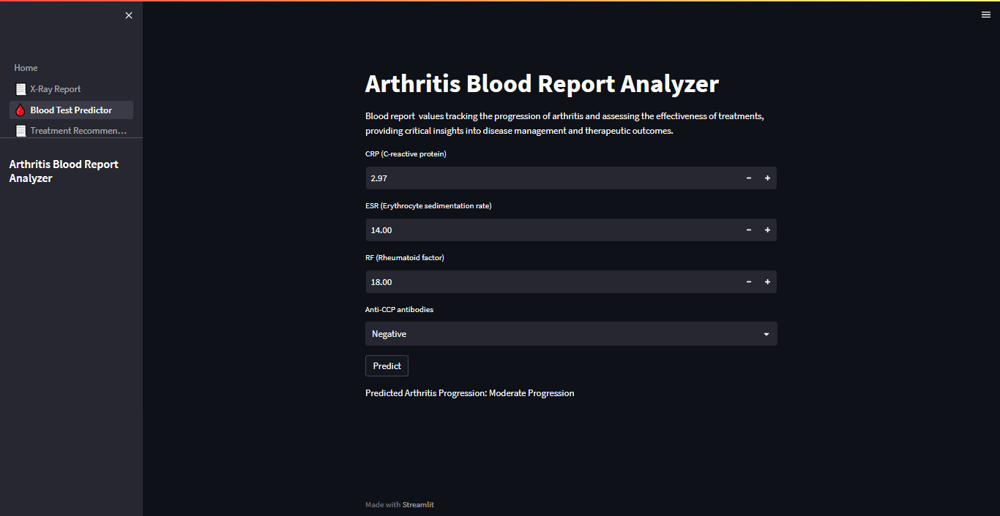 Home
X-Ray Report
Blood Test Predictor
Treatment Recommen...
Arthritis Blood Report
Analyzer
Arthritis Blood Report Analyzer
Blood report values tracking the progression of arthritis and assessing the effectiveness of treatments,
providing critical insights into disease management and therapeutic outcomes.
CRP (C-reactive protein)
2.97
ESR (Erythrocyte sedimentation rate)
14.00
RF (Rheumatoid factor)
18.00
Anti-CCP antibodies
Negative
Predict
Predicted Arthritis Progression: Moderate Progression
Made with Streamlit